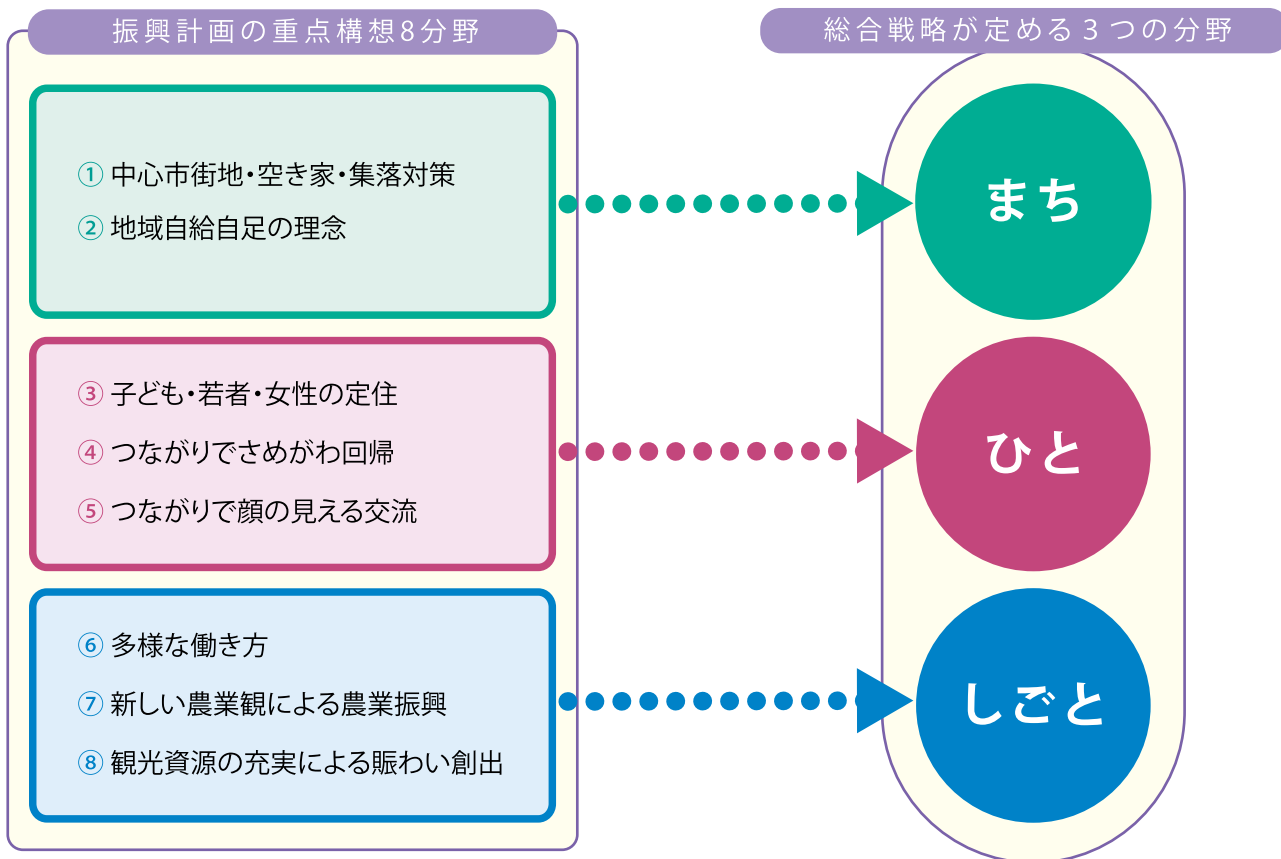 振興計画の重点構想8分野
総合戦略が定める３つの分野
① 中心市街地・空き家・集落対策
② 地域自給自足の理念
まち
③ 子ども・若者・女性の定住
④ つながりでさめがわ回帰
⑤ つながりで顔の見える交流
ひと
⑥ 多様な働き方
⑦ 新しい農業観による農業振興
⑧ 観光資源の充実による賑わい創出
しごと